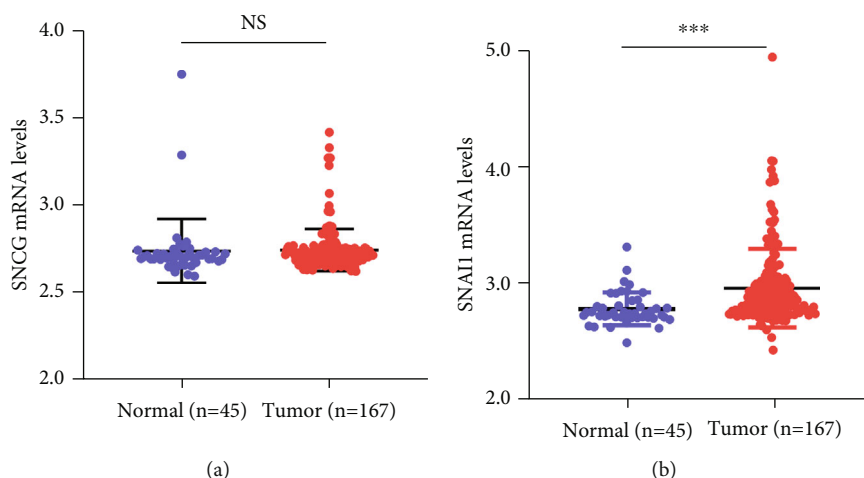 NS
4.0
3.5
3.0
2.5
2.0
SNCG mRNA levels
Normal (n=45) Tumor (n=167)
(a)
***
5.0
4.0
3.0
2.0
SNAI1 mRNA levels
Normal (n=45) Tumor (n=167)
(b)